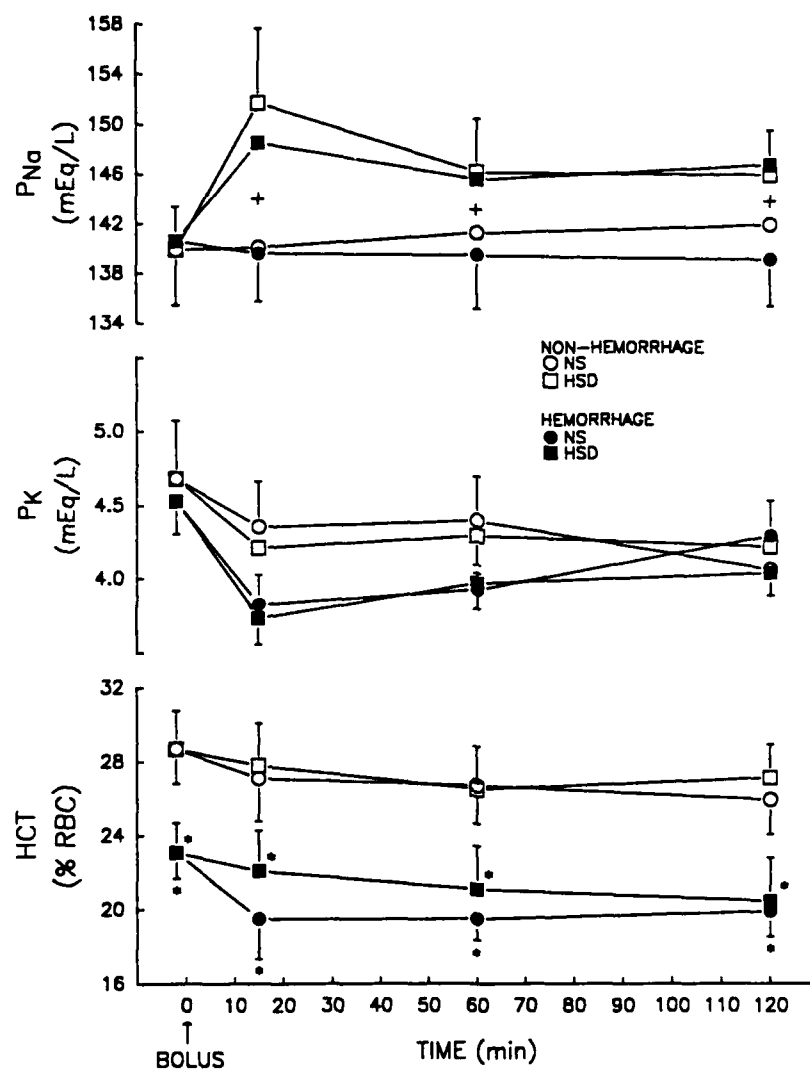 158
154
150
146
142
138
134
P_Na
(mEq/L)
+ + +
NON-HEMORRHAGE
NS
HSD
HEMORRHAGE
NS
HSD
5.0
4.5
4.0
P_K
(mEq/L)
32
28
24
20
16
HCT
(% RBC)
* * * *
* * * *
0 10 20 30 40 50 60 70 80 90 100 110 120
BOLUS
TIME (min)